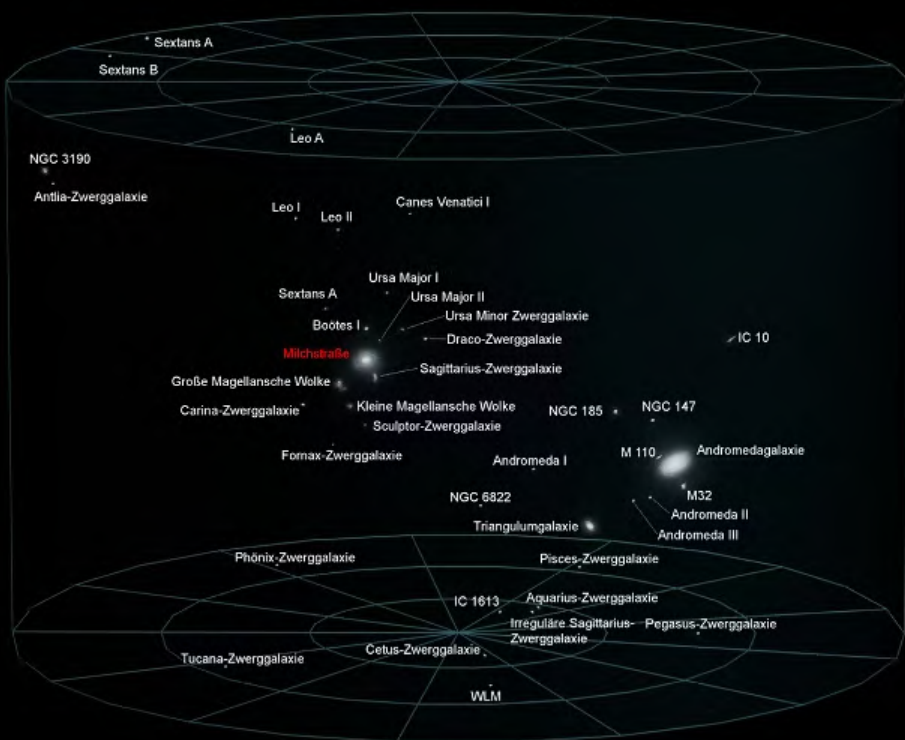 Sextans A
Sextans B
Leo A
NGC 3190
Antlia-Zwerggalaxie
Canes Venatici I
Leo I
Leo II
Ursa Major I
Sextans A
Ursa Major II
Ursa Minor Zwerggalaxie
Bootes I
Draco-Zwerggalaxie
IC 10
Milchstraße
Sagittarius-Zwerggalaxie
Große Magellansche Wolke
Carina-Zwerggalaxie
Kleine Magellansche Wolke
NGC 185
NGC 147
Sculptor-Zwerggalaxie
Fornax-Zwerggalaxie
Andromeda I
M 110
Andromedagalaxie
NGC 6822
M32
Andromeda II
Triangulumgalaxie
Andromeda III
Phönix-Zwerggalaxie
Pisces-Zwerggalaxie
IC 1613
Aquarius-Zwerggalaxie
Irreguläre Sagittarius-
Zwerggalaxie
Pegasus-Zwerggalaxie
Cetus-Zwerggalaxie
Tucana-Zwerggalaxie
WLM